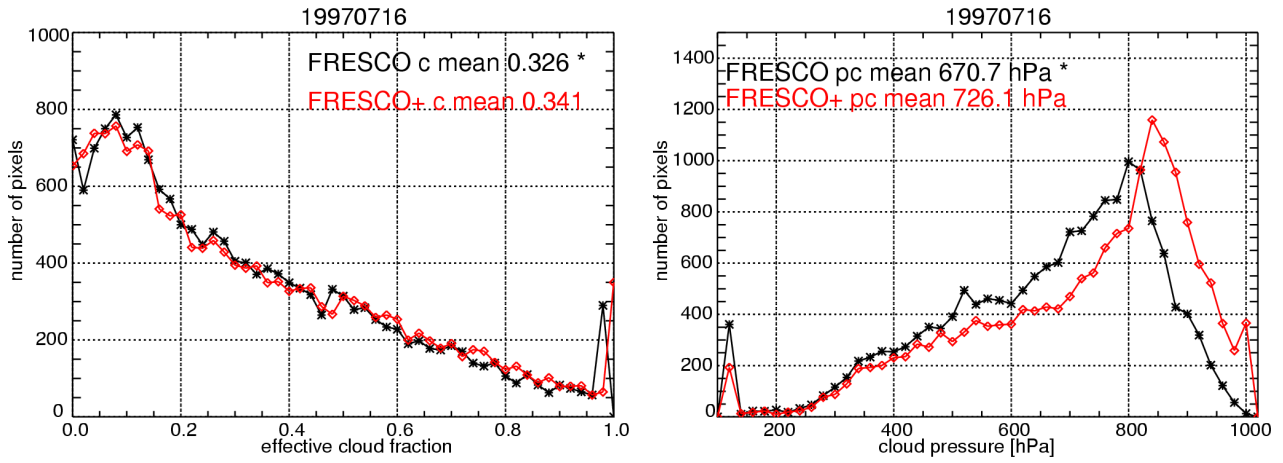 19970716
FRESCO c mean 0.326 *
FRESCO+ c mean 0.341
number of pixels
1000
800
600
400
200
0
0.0 0.2 0.4 0.6 0.8 1.0
effective cloud fraction
19970716
FRESCO pc mean 670.7 hPa *
FRESCO+ pc mean 726.1 hPa
number of pixels
1400
1200
1000
800
600
400
200
0
200 400 600 800 1000
cloud pressure [hPa]